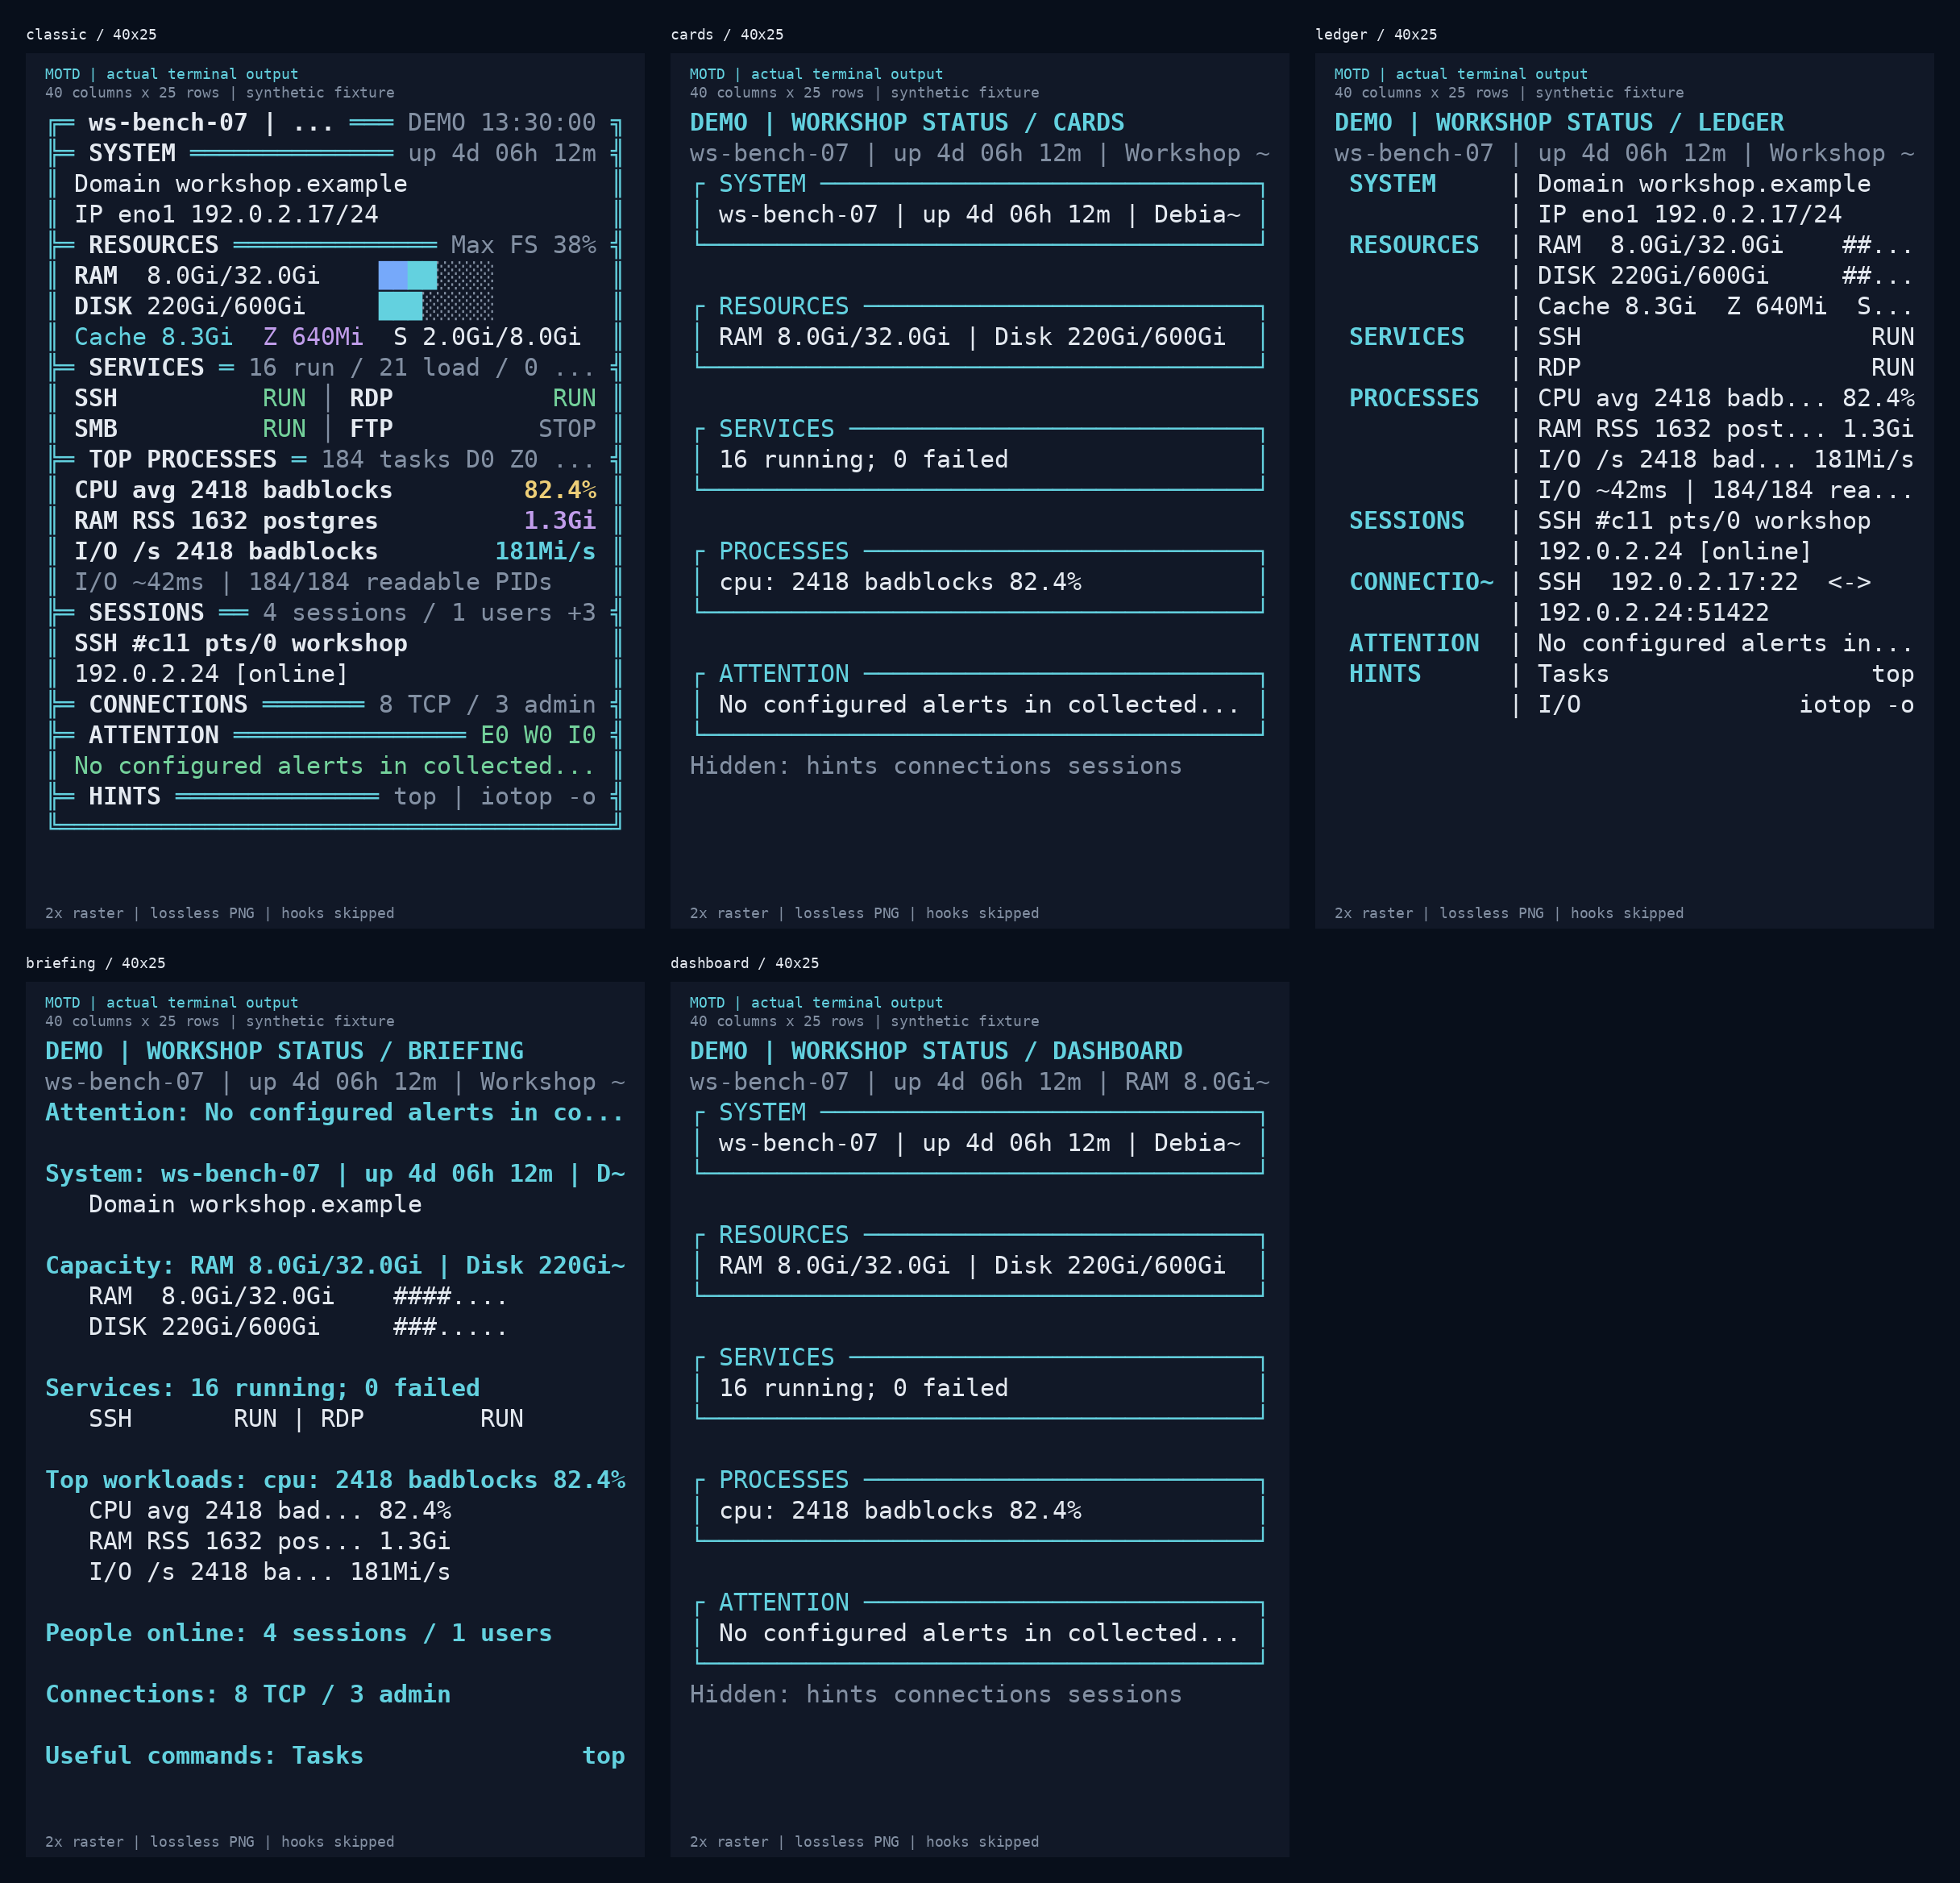 classic / 40x25
MOTD | actual terminal output
40 columns x 25 rows | synthetic fixture
╔═ ws-bench-07 | ... ═══ DEMO 13:30:00 ╗
╠═ SYSTEM ══════════════ up 4d 06h 12m ╣
║ Domain workshop.example              ║
║ IP eno1 192.0.2.17/24                ║
╠═ RESOURCES ══════════════ Max FS 38% ╣
║ RAM  8.0Gi/32.0Gi    ████░░░░        ║
║ DISK 220Gi/600Gi     ███░░░░░        ║
║ Cache 8.3Gi  Z 640Mi  S 2.0Gi/8.0Gi  ║
╠═ SERVICES ═ 16 run / 21 load / 0 ... ╣
║ SSH          RUN │ RDP           RUN ║
║ SMB          RUN │ FTP          STOP ║
╠═ TOP PROCESSES ═ 184 tasks D0 Z0 ... ╣
║ CPU avg 2418 badblocks         82.4% ║
║ RAM RSS 1632 postgres          1.3Gi ║
║ I/O /s 2418 badblocks        181Mi/s ║
║ I/O ~42ms | 184/184 readable PIDs    ║
╠═ SESSIONS ══ 4 sessions / 1 users +3 ╣
║ SSH #c11 pts/0 workshop              ║
║ 192.0.2.24 [online]                  ║
╠═ CONNECTIONS ═══════ 8 TCP / 3 admin ╣
╠═ ATTENTION ════════════════ E0 W0 I0 ╣
║ No configured alerts in collected... ║
╠═ HINTS ══════════════ top | iotop -o ╣
╚══════════════════════════════════════╝
2x raster | lossless PNG | hooks skipped
cards / 40x25
MOTD | actual terminal output
40 columns x 25 rows | synthetic fixture
DEMO | WORKSHOP STATUS / CARDS
ws-bench-07 | up 4d 06h 12m | Workshop ~
┌ SYSTEM ──────────────────────────────┐
│ ws-bench-07 | up 4d 06h 12m | Debia~ │
└──────────────────────────────────────┘
┌ RESOURCES ───────────────────────────┐
│ RAM 8.0Gi/32.0Gi | Disk 220Gi/600Gi  │
└──────────────────────────────────────┘
┌ SERVICES ────────────────────────────┐
│ 16 running; 0 failed                 │
└──────────────────────────────────────┘
┌ PROCESSES ───────────────────────────┐
│ cpu: 2418 badblocks 82.4%            │
└──────────────────────────────────────┘
┌ ATTENTION ───────────────────────────┐
│ No configured alerts in collected... │
└──────────────────────────────────────┘
Hidden: hints connections sessions
2x raster | lossless PNG | hooks skipped
ledger / 40x25
MOTD | actual terminal output
40 columns x 25 rows | synthetic fixture
DEMO | WORKSHOP STATUS / LEDGER
ws-bench-07 | up 4d 06h 12m | Workshop ~
 SYSTEM     | Domain workshop.example
            | IP eno1 192.0.2.17/24
 RESOURCES  | RAM  8.0Gi/32.0Gi    ##...
            | DISK 220Gi/600Gi     ##...
            | Cache 8.3Gi  Z 640Mi  S...
 SERVICES   | SSH                    RUN
            | RDP                    RUN
 PROCESSES  | CPU avg 2418 badb... 82.4%
            | RAM RSS 1632 post... 1.3Gi
            | I/O /s 2418 bad... 181Mi/s
            | I/O ~42ms | 184/184 rea...
 SESSIONS   | SSH #c11 pts/0 workshop
            | 192.0.2.24 [online]
 CONNECTIO~ | SSH  192.0.2.17:22  <->
            | 192.0.2.24:51422
 ATTENTION  | No configured alerts in...
 HINTS      | Tasks                  top
            | I/O               iotop -o
2x raster | lossless PNG | hooks skipped
briefing / 40x25
MOTD | actual terminal output
40 columns x 25 rows | synthetic fixture
DEMO | WORKSHOP STATUS / BRIEFING
ws-bench-07 | up 4d 06h 12m | Workshop ~
Attention: No configured alerts in co...
System: ws-bench-07 | up 4d 06h 12m | D~
   Domain workshop.example
Capacity: RAM 8.0Gi/32.0Gi | Disk 220Gi~
   RAM  8.0Gi/32.0Gi    ####....
   DISK 220Gi/600Gi     ###.....
Services: 16 running; 0 failed
   SSH       RUN | RDP        RUN
Top workloads: cpu: 2418 badblocks 82.4%
   CPU avg 2418 bad... 82.4%
   RAM RSS 1632 pos... 1.3Gi
   I/O /s 2418 ba... 181Mi/s
People online: 4 sessions / 1 users
Connections: 8 TCP / 3 admin
Useful commands: Tasks               top
2x raster | lossless PNG | hooks skipped
dashboard / 40x25
MOTD | actual terminal output
40 columns x 25 rows | synthetic fixture
DEMO | WORKSHOP STATUS / DASHBOARD
ws-bench-07 | up 4d 06h 12m | RAM 8.0Gi~
┌ SYSTEM ──────────────────────────────┐
│ ws-bench-07 | up 4d 06h 12m | Debia~ │
└──────────────────────────────────────┘
┌ RESOURCES ───────────────────────────┐
│ RAM 8.0Gi/32.0Gi | Disk 220Gi/600Gi  │
└──────────────────────────────────────┘
┌ SERVICES ────────────────────────────┐
│ 16 running; 0 failed                 │
└──────────────────────────────────────┘
┌ PROCESSES ───────────────────────────┐
│ cpu: 2418 badblocks 82.4%            │
└──────────────────────────────────────┘
┌ ATTENTION ───────────────────────────┐
│ No configured alerts in collected... │
└──────────────────────────────────────┘
Hidden: hints connections sessions
2x raster | lossless PNG | hooks skipped